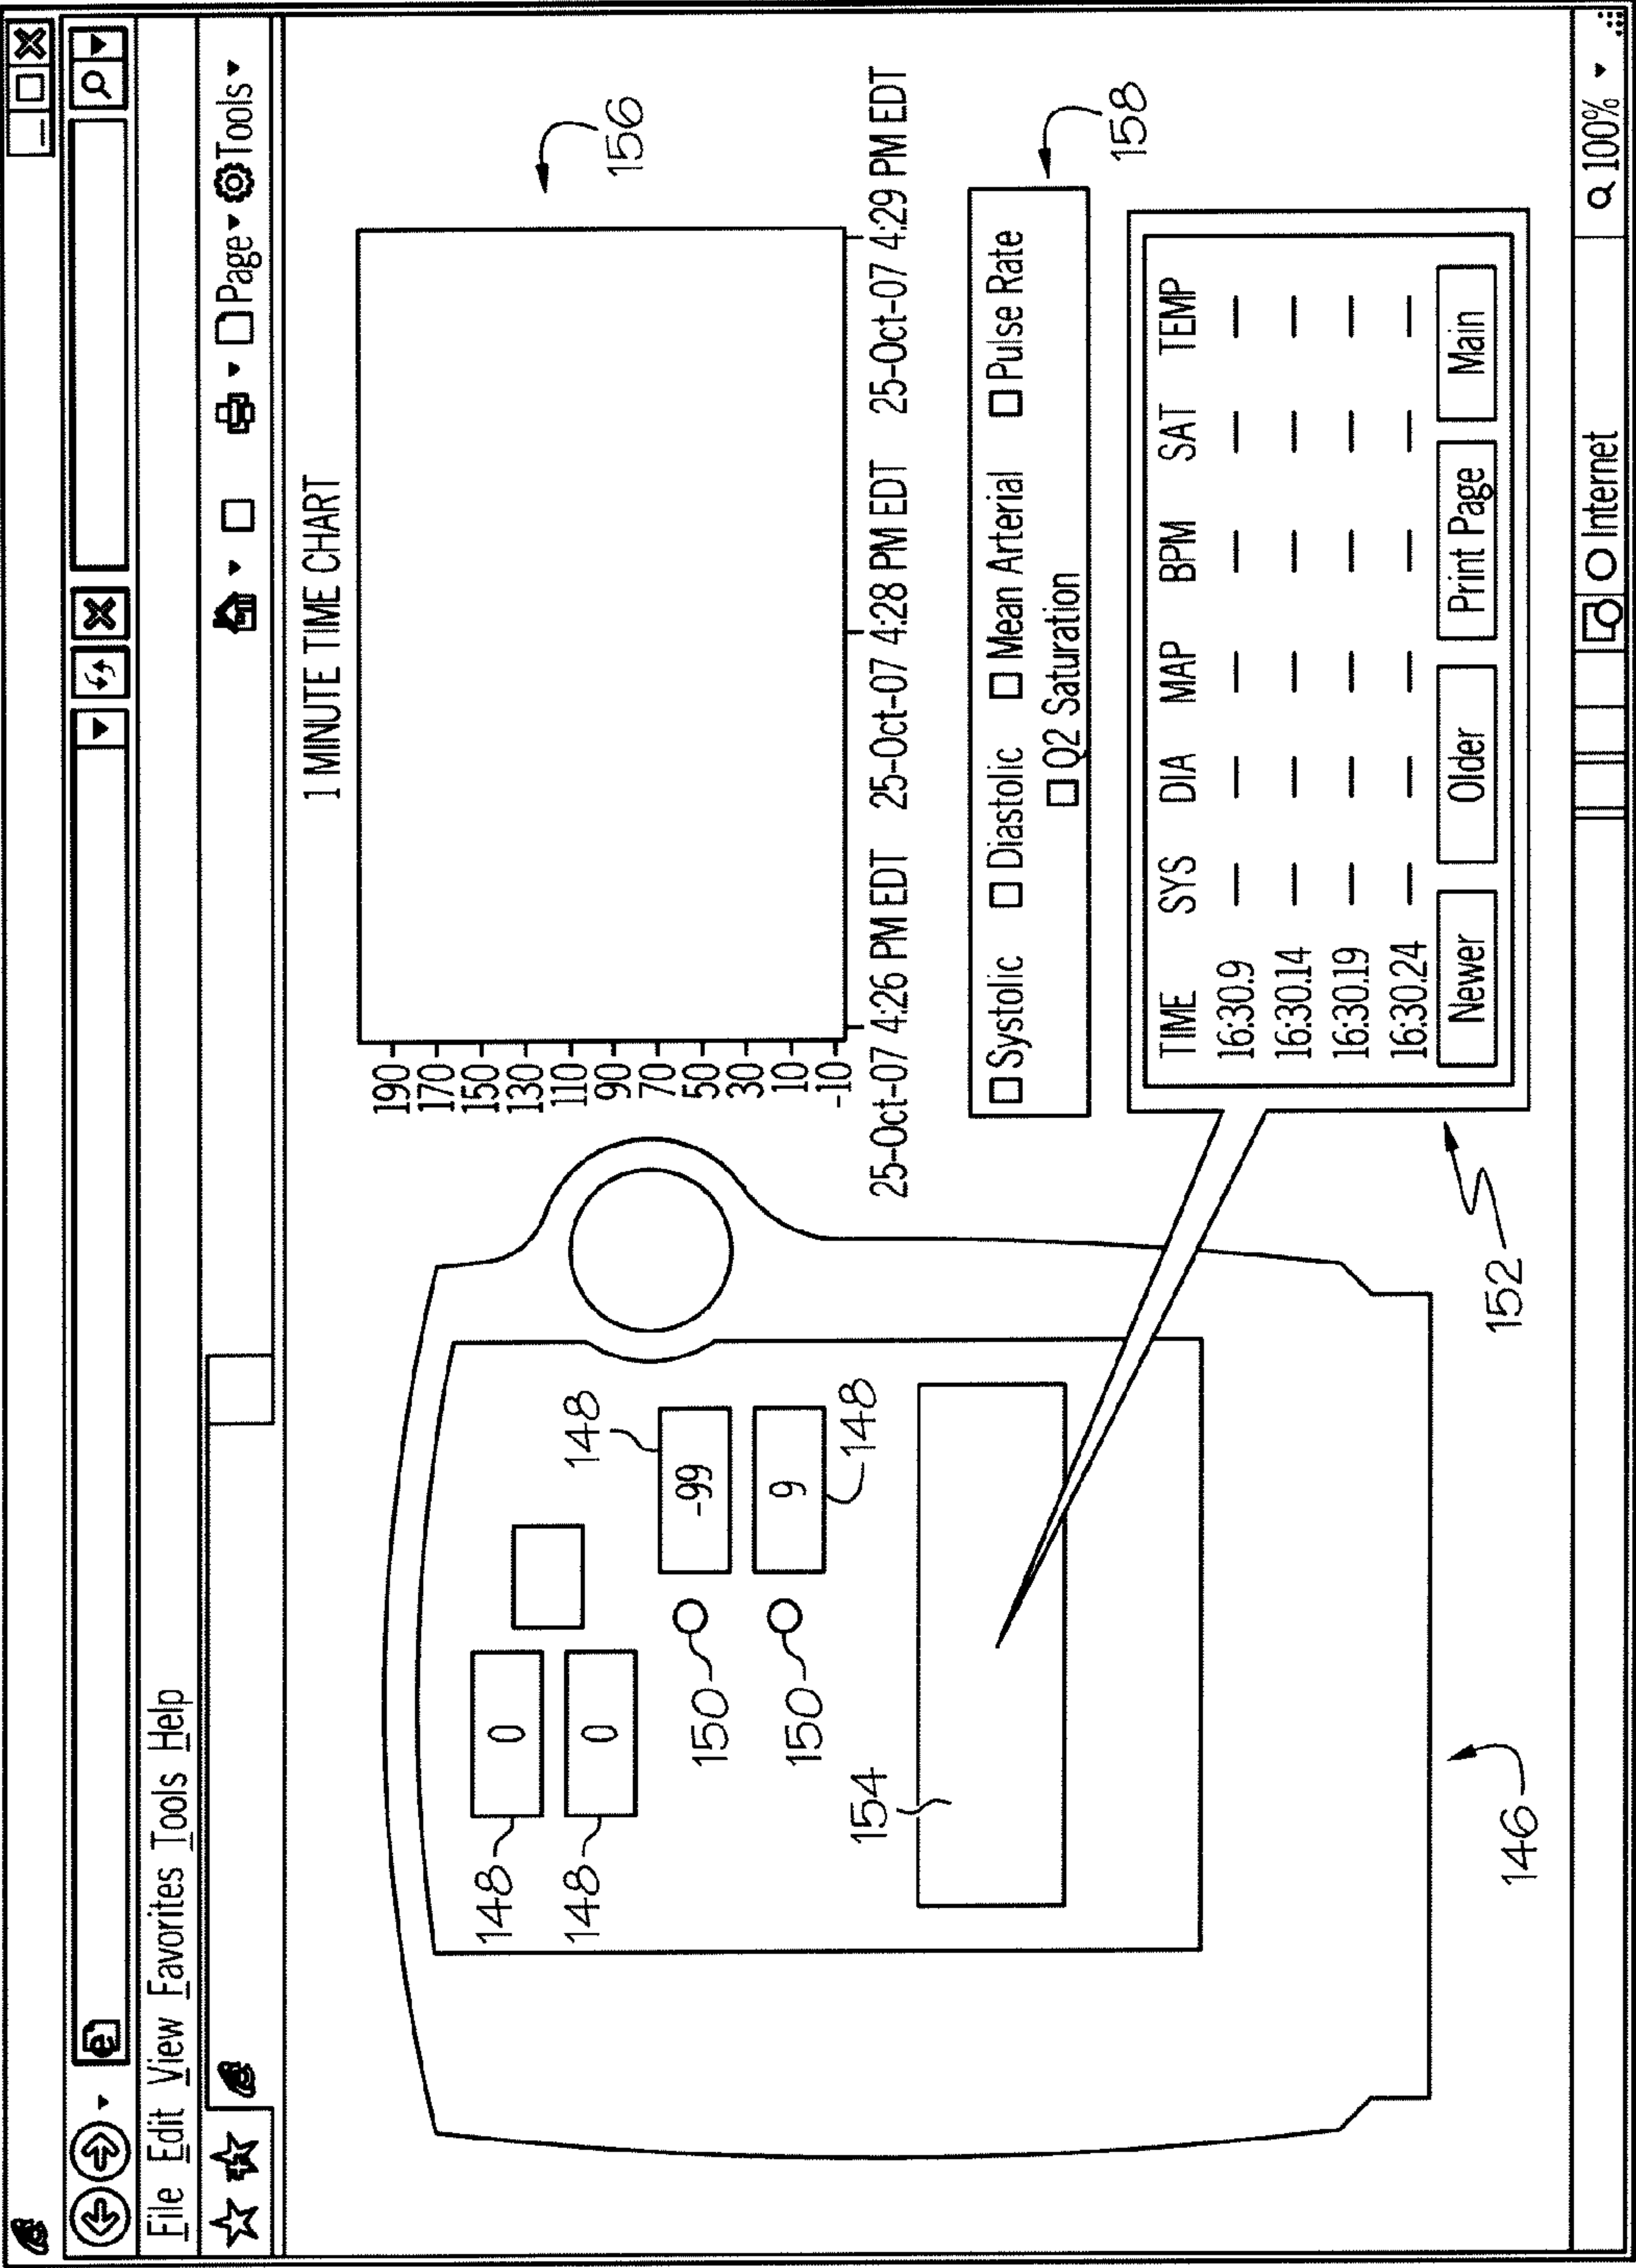 File Edit View Favorites Tools Help
Page Tools
148
0
148
0
148
-99
150
9
148
150
154
146
1 MINUTE TIME CHART
190
170
150
130
110
90
70
50
30
10
-10
25-Oct-07 4:26 PM EDT 25-Oct-07 4:28 PM EDT 25-Oct-07 4:29 PM EDT
156
Systolic Diastolic Mean Arterial Pulse Rate
Q2 Saturation
158
TIME SYS DIA MAP BPM SAT TEMP
16:30.9 – – – – – –
16:30.14 – – – – – –
16:30.19 – – – – – –
16:30.24 – – – – – –
Newer Older Print Page Main
152
Internet 100%